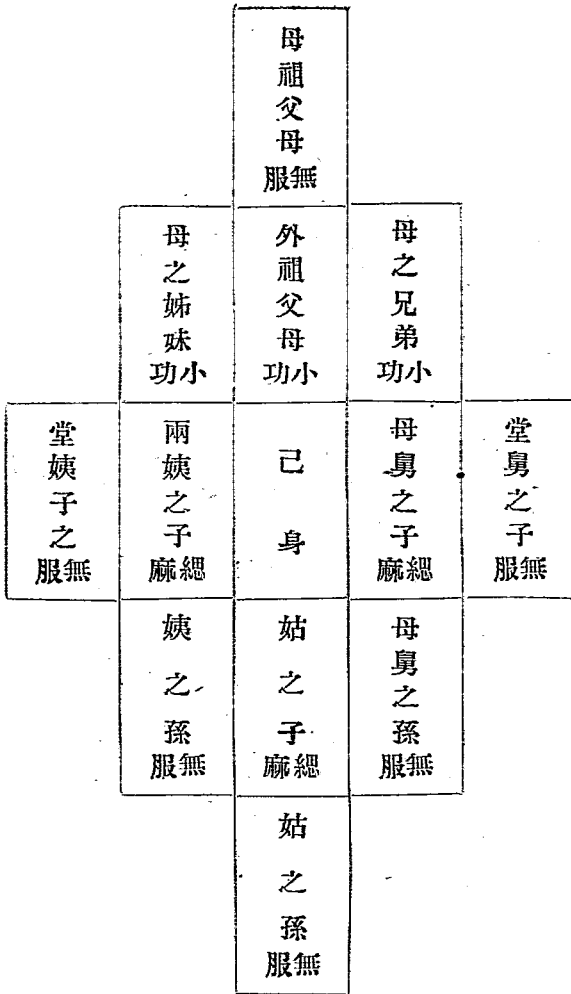 母祖父母無服
母之兄弟小功
外祖父母小功
母之姊妹小功
堂舅之子無服
母舅之子緦麻
己身
兩姨之子緦麻
堂姨子之無服
母舅之孫無服
姑之子緦麻
姨之孫無服
姑之孫無服